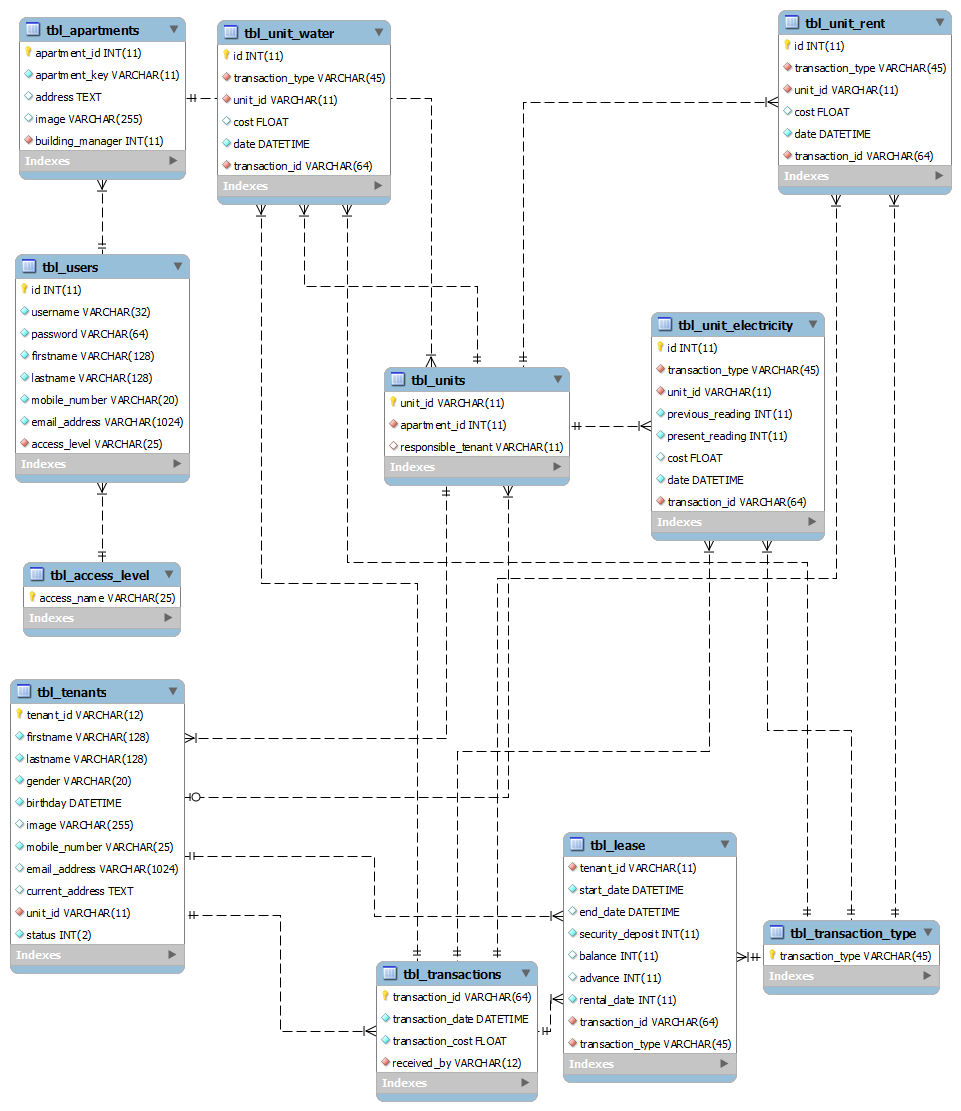 tbl_apartments
apartment_id INT(11)
apartment_key VARCHAR(11)
address TEXT
image VARCHAR(255)
building_manager INT(11)
Indexes
tbl_unit_water
id INT(11)
transaction_type VARCHAR(45)
unit_id VARCHAR(11)
cost FLOAT
date DATETIME
transaction_id VARCHAR(64)
Indexes
tbl_unit_rent
id INT(11)
transaction_type VARCHAR(45)
unit_id VARCHAR(11)
cost FLOAT
date DATETIME
transaction_id VARCHAR(64)
Indexes
tbl_users
id INT(11)
username VARCHAR(32)
password VARCHAR(64)
firstname VARCHAR(128)
lastname VARCHAR(128)
mobile_number VARCHAR(20)
email_address VARCHAR(1024)
access_level VARCHAR(25)
Indexes
tbl_units
unit_id VARCHAR(11)
apartment_id INT(11)
responsible_tenant VARCHAR(11)
Indexes
tbl_unit_electricity
id INT(11)
transaction_type VARCHAR(45)
unit_id VARCHAR(11)
previous_reading INT(11)
present_reading INT(11)
cost FLOAT
date DATETIME
transaction_id VARCHAR(64)
Indexes
tbl_access_level
access_name VARCHAR(25)
Indexes
tbl_tenants
tenant_id VARCHAR(12)
firstname VARCHAR(128)
lastname VARCHAR(128)
gender VARCHAR(20)
birthday DATETIME
image VARCHAR(255)
mobile_number VARCHAR(25)
email_address VARCHAR(1024)
current_address TEXT
unit_id VARCHAR(11)
status INT(2)
Indexes
tbl_transactions
transaction_id VARCHAR(64)
transaction_date DATETIME
transaction_cost FLOAT
received_by VARCHAR(12)
Indexes
tbl_lease
tenant_id VARCHAR(11)
start_date DATETIME
end_date DATETIME
security_deposit INT(11)
balance INT(11)
advance INT(11)
rental_date INT(11)
transaction_id VARCHAR(64)
transaction_type VARCHAR(45)
Indexes
tbl_transaction_type
transaction_type VARCHAR(45)
Indexes